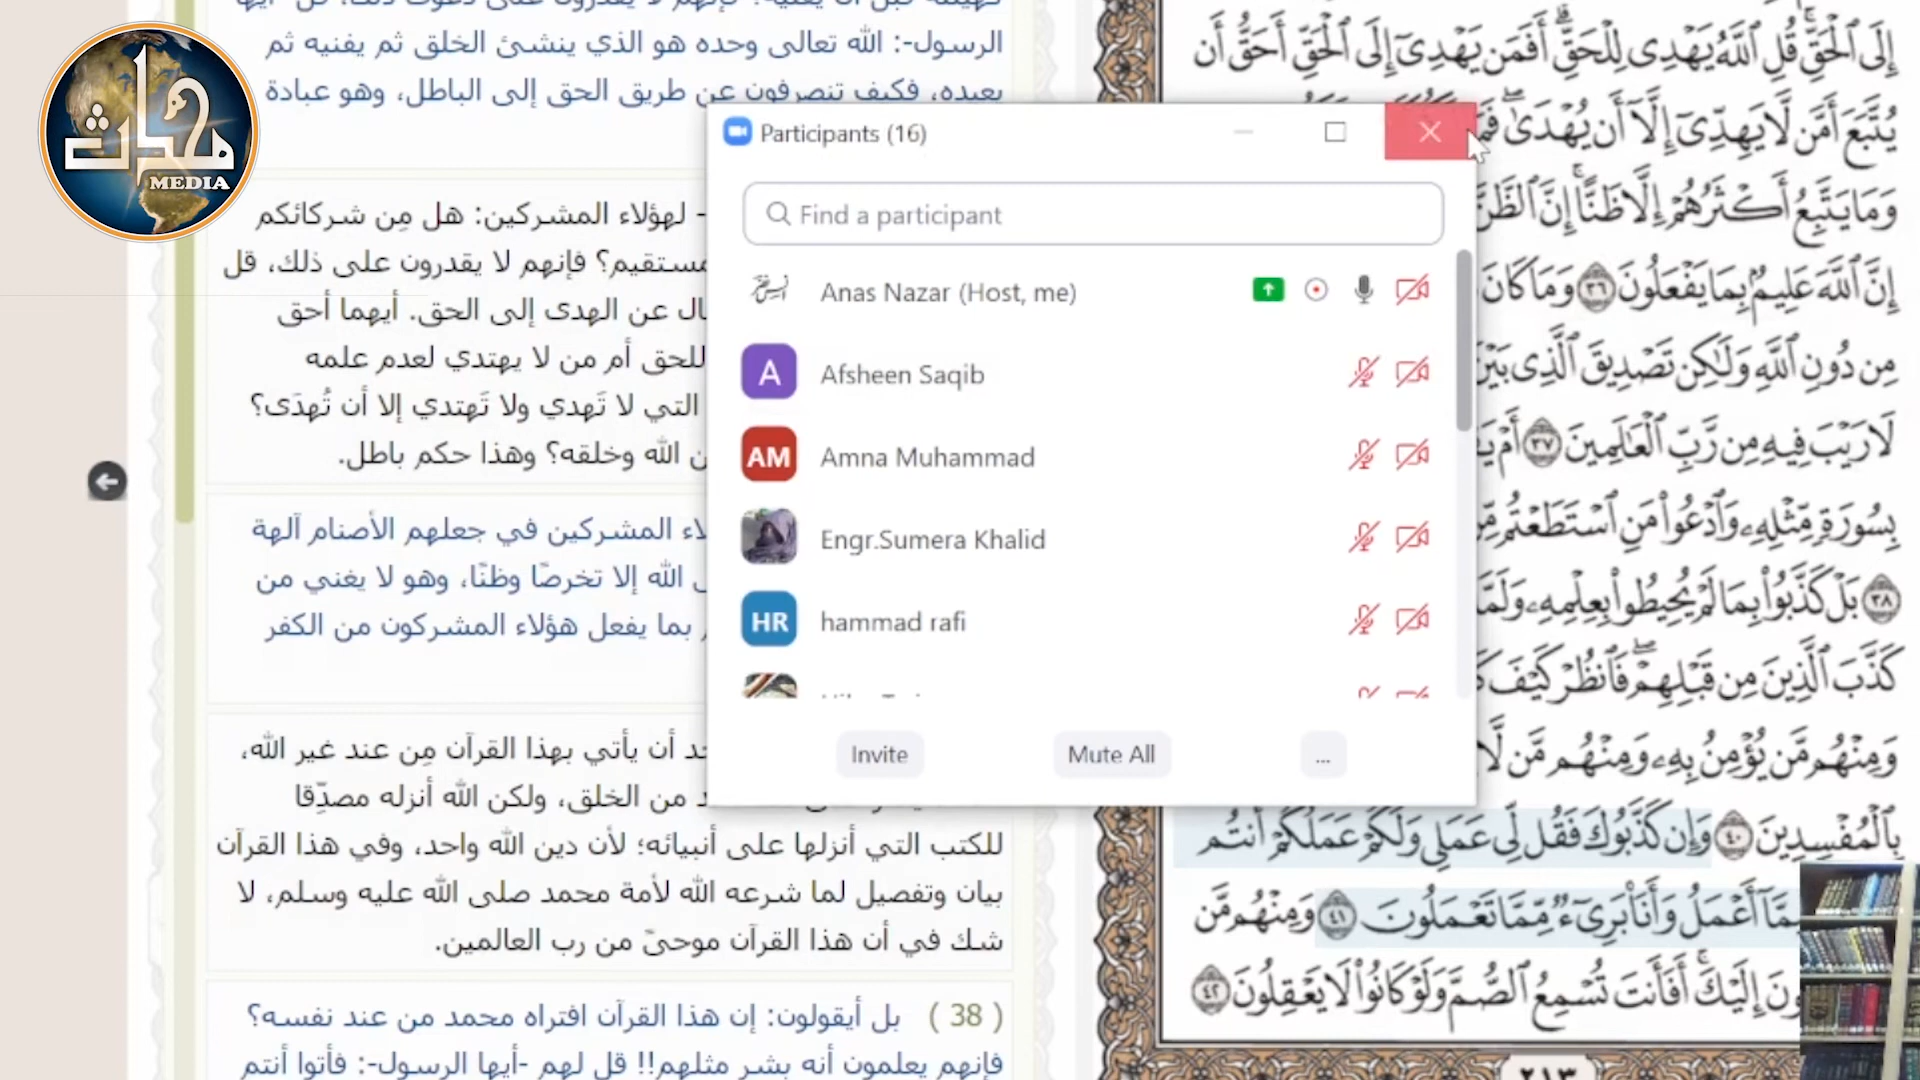 محدث
MEDIA
الرسول-: الله تعالى وحده هو الذي ينشئ الخلق ثم يفنيه ثم
يعيده، فكيف تنصرفون عن طريق الحق إلى الباطل، وهو عبادة
- لهؤلاء المشركين: هل مِن شركائكم
مستقيم؟ فإنهم لا يقدرون على ذلك، قل
ال عن الهدى إلى الحق. أيهما أحق
للحق أم من لا يهتدي لعدم علمه
التي لا تَهدي ولا تَهتدي إلا أن تُهدَى؟
ن الله وخلقه؟ وهذا حكم باطل.
لاء المشركين في جعلهم الأصنام آلهة
الله إلا تخرصًا وظنًا، وهو لا يغني من
بما يفعل هؤلاء المشركون من الكفر
د أن يأتي بهذا القرآن مِن عند غير الله،
من الخلق، ولكن الله أنزله مصدِّقا
للكتب التي أنزلها على أنبيائه؛ لأن دين الله واحد، وفي هذا القرآن
بيان وتفصيل لما شرعه الله لأمة محمد صلى الله عليه وسلم، لا
شك في أن هذا القرآن موحىً من رب العالمين.
( 38 ) بل أيقولون: إن هذا القرآن افتراه محمد من عند نفسه؟
فإنهم يعلمون أنه بشر مثلهم!! قل لهم -أيها الرسول-: فأتوا أنتم
Participants (16)
Find a participant
Anas Nazar (Host, me)
A Afsheen Saqib
AM Amna Muhammad
Engr.Sumera Khalid
HR hammad rafi
Invite Mute All ...
إِلَى ٱلْحَقِّ ۚ قُلِ ٱللَّهُ يَهْدِى لِلْحَقِّ ۗ أَفَمَن يَهْدِىٓ إِلَى ٱلْحَقِّ أَحَقُّ أَن
يُتَّبَعَ أَمَّن لَّا يَهِدِّىٓ إِلَّآ أَن يُهْدَىٰ ۖ
وَمَا يَتَّبِعُ أَكْثَرُهُمْ إِلَّا ظَنًّا ۚ إِنَّ ٱلظَّنَّ
إِنَّ ٱللَّهَ عَلِيمٌۢ بِمَا يَفْعَلُونَ ٣٦ وَمَا كَانَ
مِن دُونِ ٱللَّهِ وَلَٰكِن تَصْدِيقَ ٱلَّذِى بَيْنَ
لَا رَيْبَ فِيهِ مِن رَّبِّ ٱلْعَٰلَمِينَ ٣٧ أَمْ
بِسُورَةٍ مِّثْلِهِۦ وَٱدْعُوا۟ مَنِ ٱسْتَطَعْتُم
٣٨ بَلْ كَذَّبُوا۟ بِمَا لَمْ يُحِيطُوا۟ بِعِلْمِهِۦ وَلَمَّا
كَذَّبَ ٱلَّذِينَ مِن قَبْلِهِمْ ۖ فَٱنظُرْ كَيْفَ
وَمِنْهُم مَّن يُؤْمِنُ بِهِۦ وَمِنْهُم مَّن لَّا
بِٱلْمُفْسِدِينَ ٤٠ وَإِن كَذَّبُوكَ فَقُل لِّى عَمَلِى وَلَكُمْ عَمَلُكُمْ ۖ أَنتُم
مِمَّآ أَعْمَلُ وَأَنَا۠ بَرِىٓءٌ مِّمَّا تَعْمَلُونَ ٤١ وَمِنْهُم مَّن
ونَ إِلَيْكَ ۚ أَفَأَنتَ تُسْمِعُ ٱلصُّمَّ وَلَوْ كَانُوا۟ لَا يَعْقِلُونَ ٤٢
٢١٣